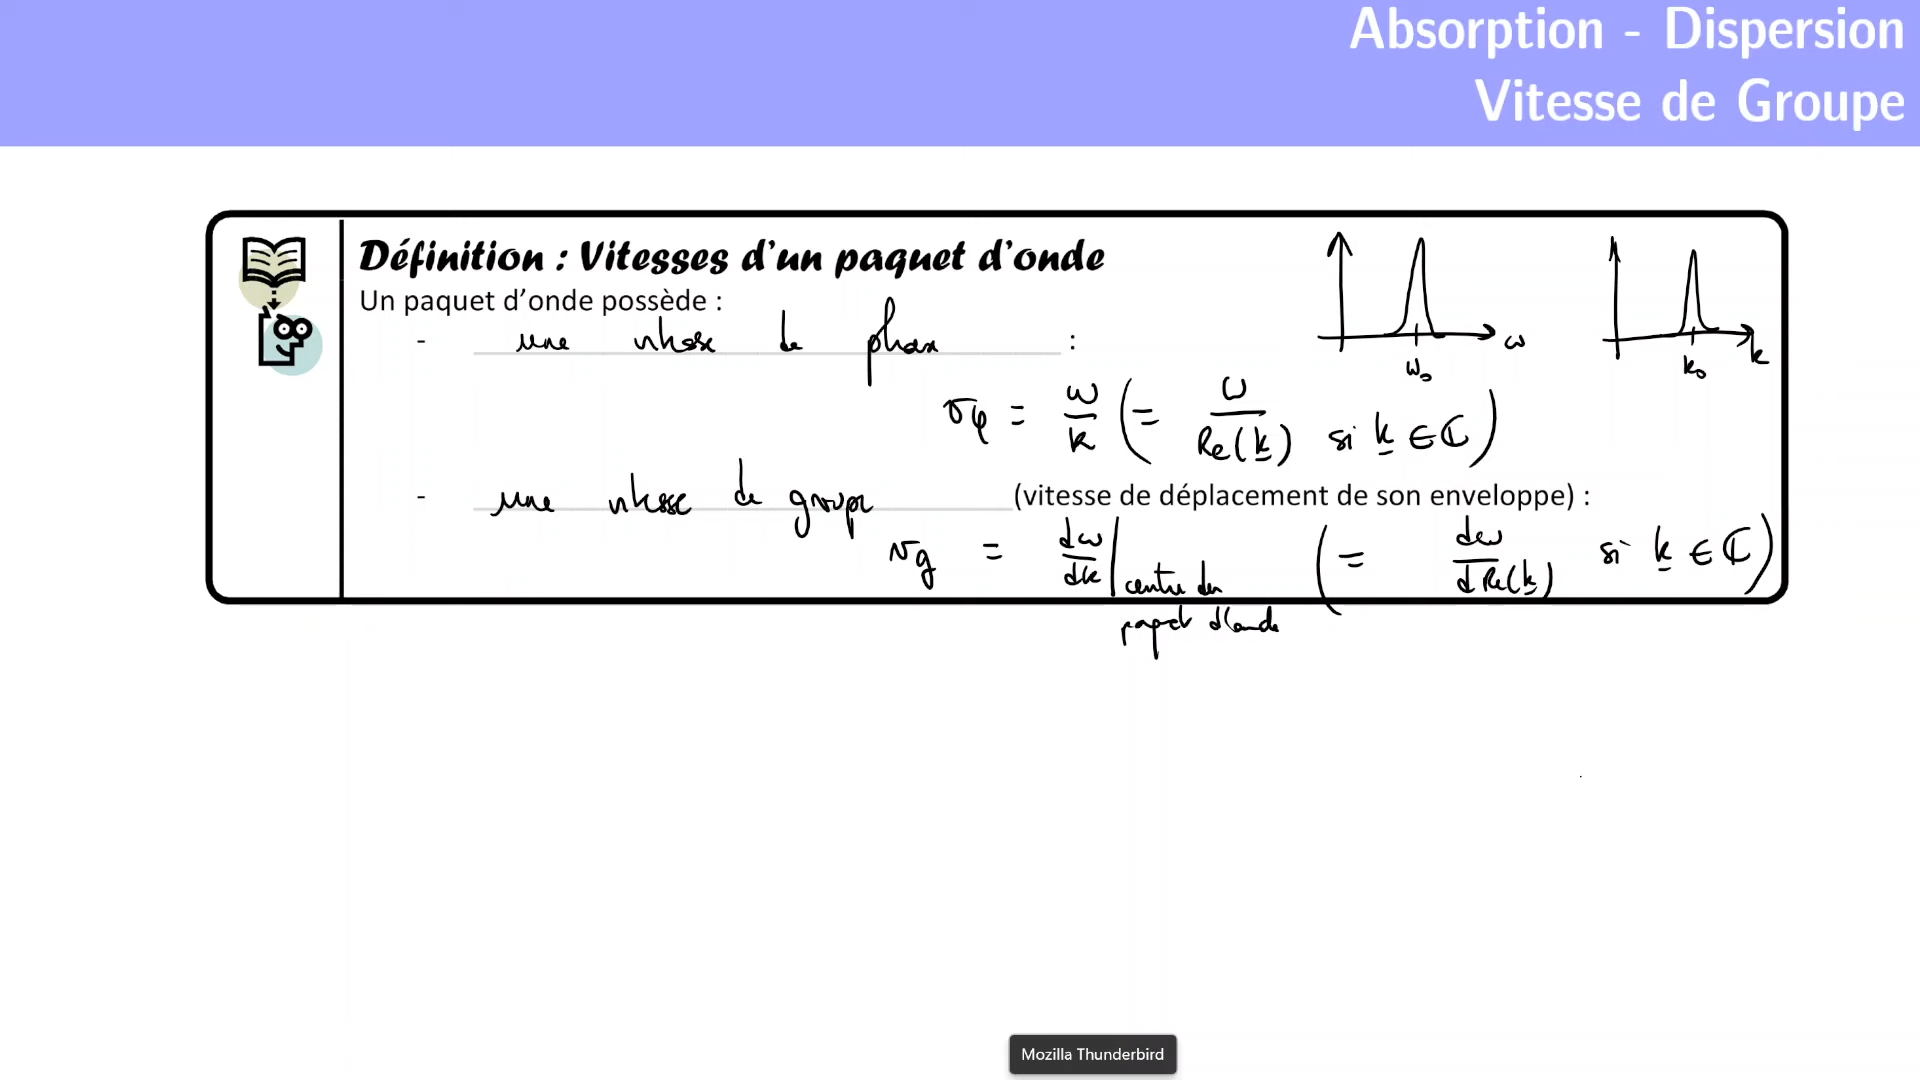 Absorption - Dispersion
Vitesse de Groupe
Définition : Vitesses d'un paquet d'onde
Un paquet d'onde possède :
- une vitesse de phase :
ω
ω₀
k
k₀
vφ = ω/k (= ω/Re(k) si k ∈ ℂ)
- une vitesse de groupe (vitesse de déplacement de son enveloppe) :
vg = dω/dk | centre du paquet d'onde (= dω/dRe(k) si k ∈ ℂ)
Mozilla Thunderbird